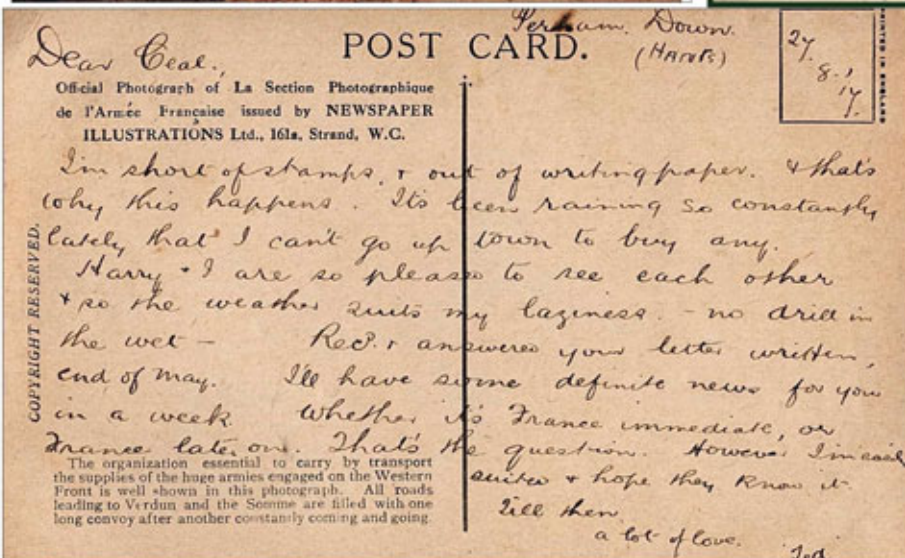 Perham Down.
(HANTS)
27.
8.,
17.
PRINTED IN ENGLAND
Dear Ceal.,
POST CARD.
Official Photograph of La Section Photographique
de l'Armée Française issued by NEWSPAPER
ILLUSTRATIONS Ltd., 161a, Strand, W.C.
I'm short of stamps, + out of writing paper. + that's
why this happens. Its been raining so constantly
lately that I can't go up town to buy any.
Harry + I are so pleased to see each other
+ so the weather suits my laziness. - no drill in
the wet - Recd. + answered your letter written,
end of May. I'll have some definite news for you
in a week whether it's France immediate, or
France later on. That's the question. However I'm easily
suited + hope they know it.
Till then
a lot of love.
Ted
COPYRIGHT RESERVED.
The organization essential to carry by transport
the supplies of the huge armies engaged on the Western
Front is well shown in this photograph. All roads
leading to Verdun and the Somme are filled with one
long convoy after another constantly coming and going.